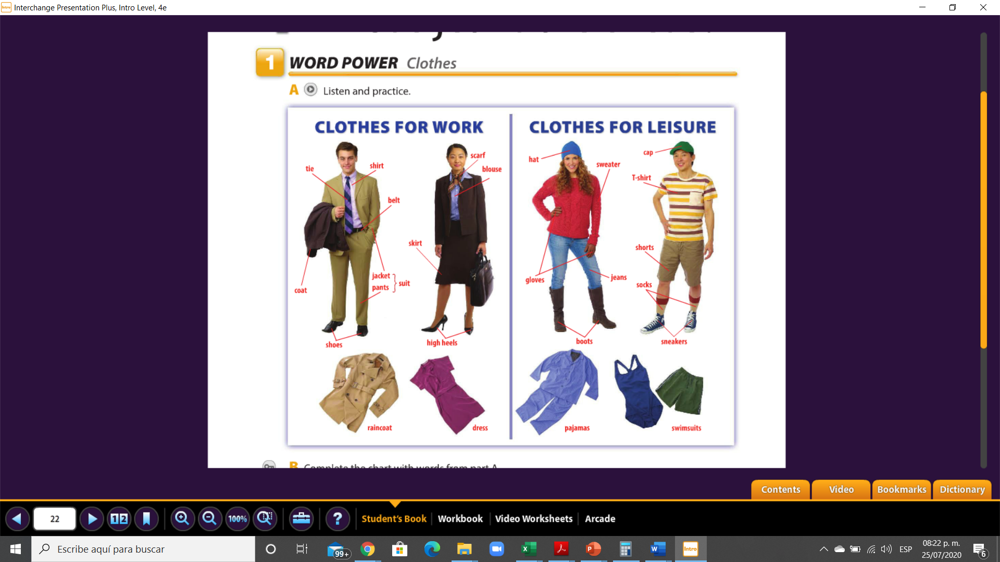 Interchange Presentation Plus, Intro Level, 4e
1 WORD POWER Clothes
A Listen and practice.
CLOTHES FOR WORK
CLOTHES FOR LEISURE
tie
shirt
belt
coat
jacket
pants
suit
shoes
scarf
blouse
skirt
high heels
raincoat
dress
hat
sweater
gloves
jeans
boots
cap
T-shirt
shorts
socks
sneakers
pajamas
swimsuits
B Complete the chart with words from part A
Contents
Video
Bookmarks
Dictionary
22
12
100%
?
Student's Book
Workbook
Video Worksheets
Arcade
Escribe aquí para buscar
99+
Intro
ESP
08:22 p. m.
25/07/2020
6